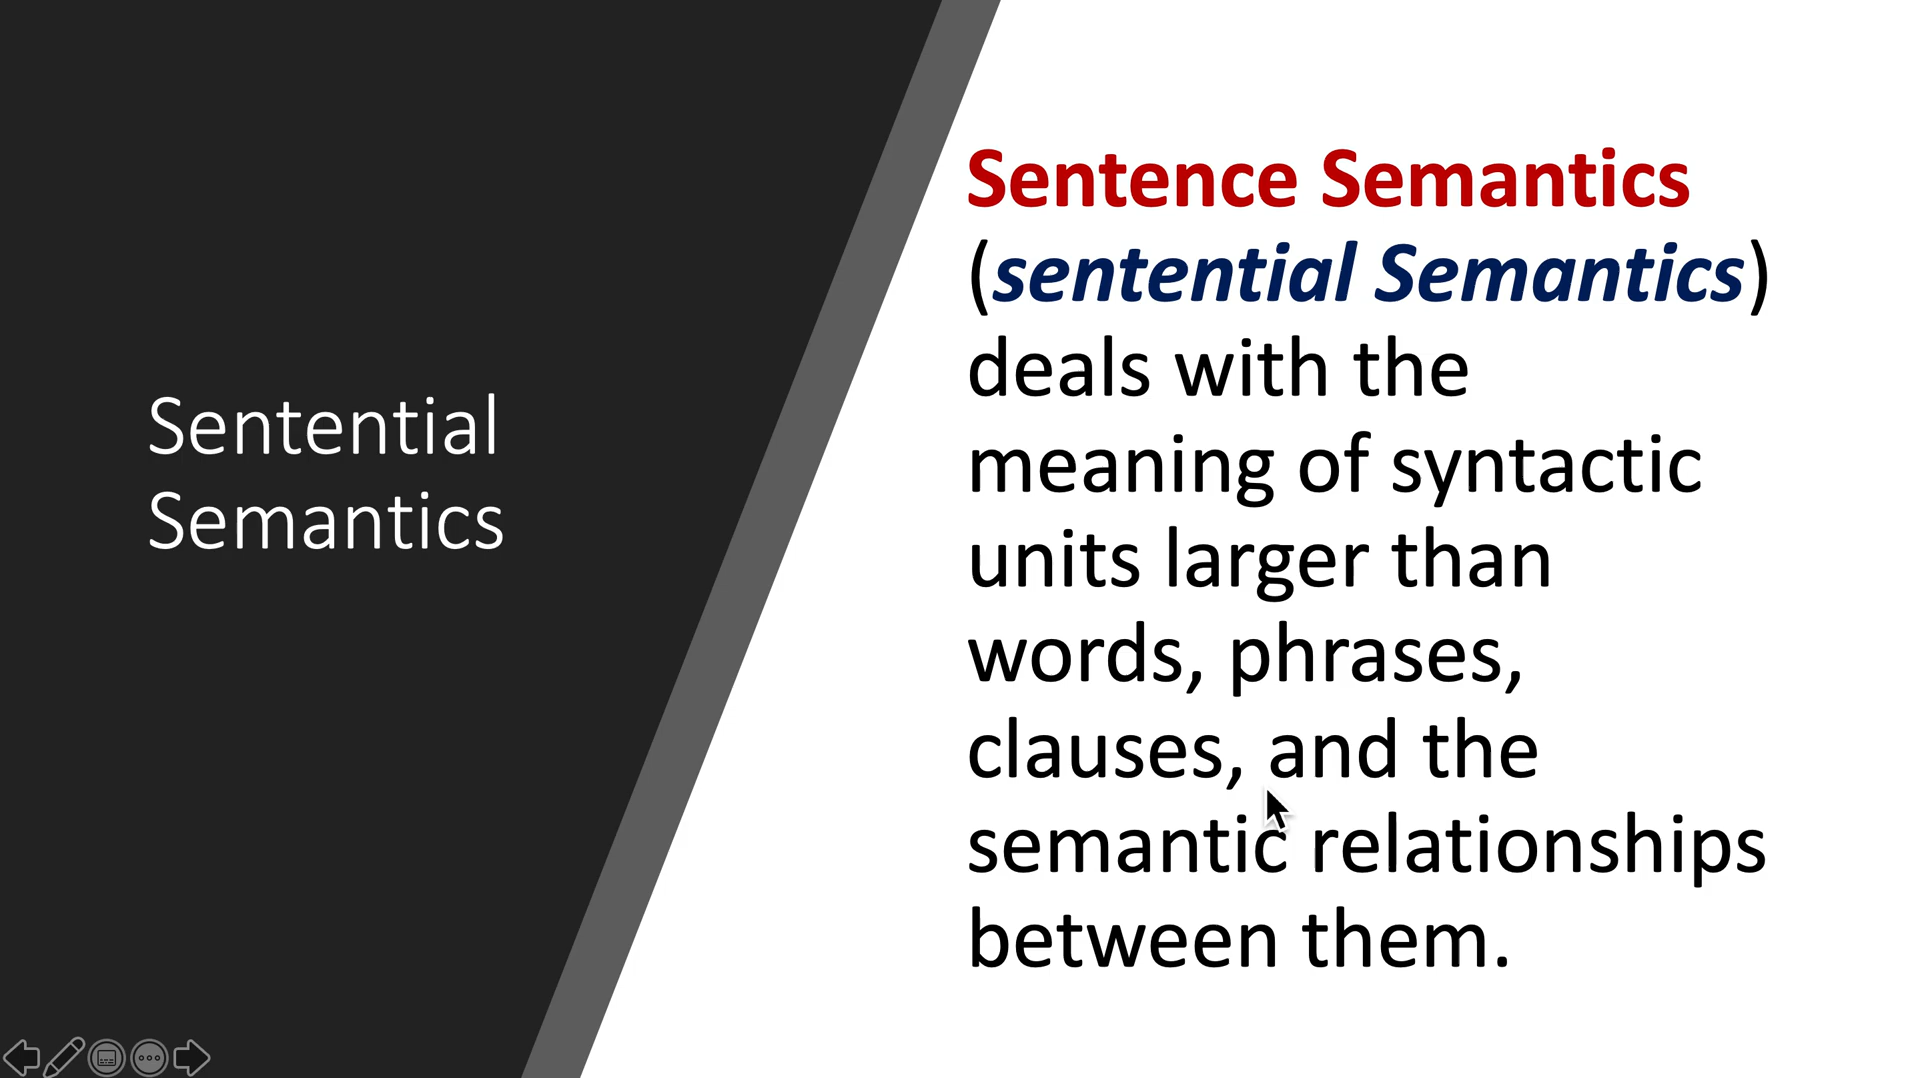 Sentential
Semantics
Sentence Semantics
(sentential Semantics)
deals with the
meaning of syntactic
units larger than
words, phrases,
clauses, and the
semantic relationships
between them.